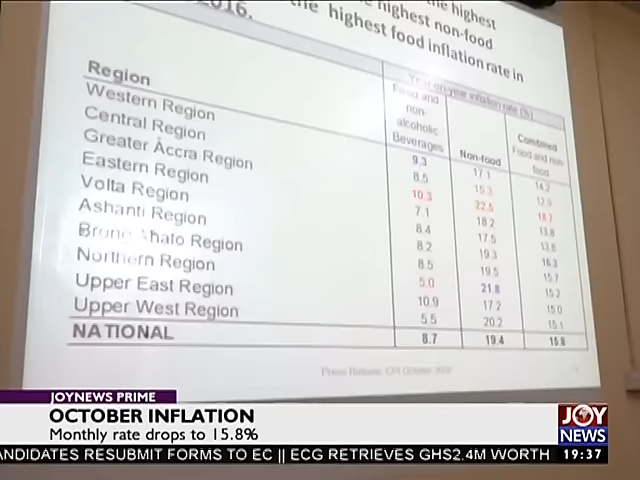 the highest
highest non-food
2016. the highest food inflation rate in
Year on year inflation rate (%)
Region Food and non-alcoholic Beverages Non-food Combined Food and non-food
Western Region 9.3 17.1 14.2
Central Region 8.5 15.3 12.9
Greater Accra Region 10.3 22.5 18.7
Eastern Region 7.1 18.2 13.8
Volta Region 8.4 17.5 13.8
Ashanti Region 8.2 19.3 16.3
Brong Ahafo Region 8.5 19.5 15.7
Northern Region 5.0 21.8 15.2
Upper East Region 10.9 17.2 15.0
Upper West Region 5.5 20.2 15.1
NATIONAL 8.7 19.4 15.8
Press Release, CPI October 2016
JOYNEWS PRIME
OCTOBER INFLATION
Monthly rate drops to 15.8%
JOY
NEWS
ANDIDATES RESUBMIT FORMS TO EC || ECG RETRIEVES GHS2.4M WORTH 19:37